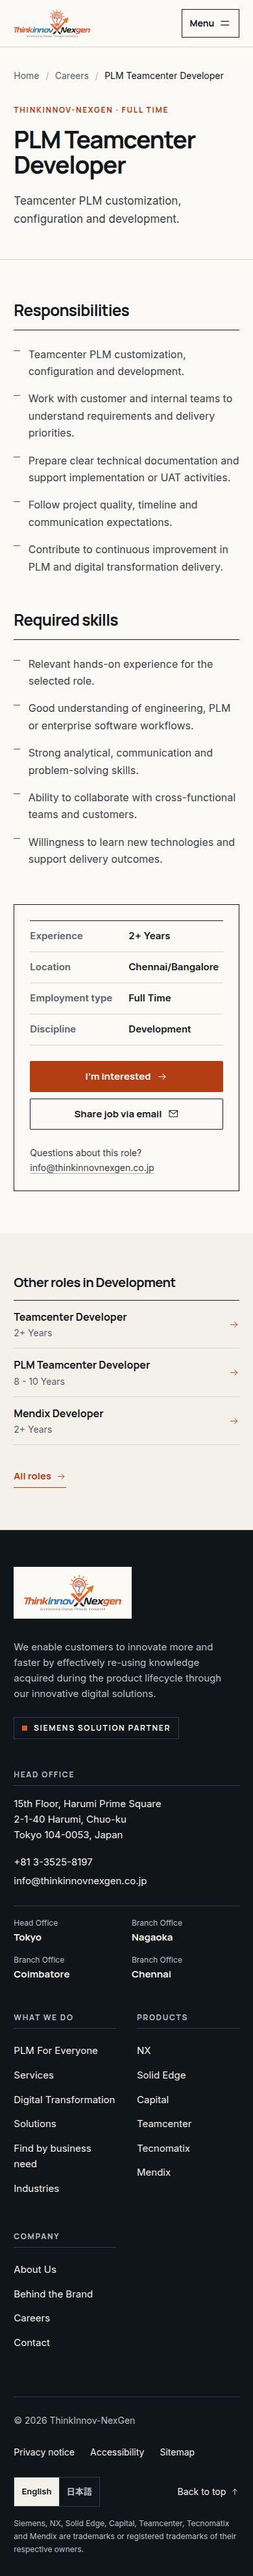 ThinkinnovXNexgen
Menu
Home / Careers / PLM Teamcenter Developer
THINKINNOV-NEXGEN · FULL TIME
PLM Teamcenter
Developer
Teamcenter PLM customization,
configuration and development.
Responsibilities
Teamcenter PLM customization,
configuration and development.
Work with customer and internal teams to
understand requirements and delivery
priorities.
Prepare clear technical documentation and
support implementation or UAT activities.
Follow project quality, timeline and
communication expectations.
Contribute to continuous improvement in
PLM and digital transformation delivery.
Required skills
Relevant hands-on experience for the
selected role.
Good understanding of engineering, PLM
or enterprise software workflows.
Strong analytical, communication and
problem-solving skills.
Ability to collaborate with cross-functional
teams and customers.
Willingness to learn new technologies and
support delivery outcomes.
Experience 2+ Years
Location Chennai/Bangalore
Employment type Full Time
Discipline Development
I'm interested →
Share job via email
Questions about this role?
info@thinkinnovnexgen.co.jp
Other roles in Development
Teamcenter Developer →
2+ Years
PLM Teamcenter Developer →
8 - 10 Years
Mendix Developer →
2+ Years
All roles →
ThinkinnovXNexgen
We enable customers to innovate more and
faster by effectively re-using knowledge
acquired during the product lifecycle through
our innovative digital solutions.
SIEMENS SOLUTION PARTNER
HEAD OFFICE
15th Floor, Harumi Prime Square
2-1-40 Harumi, Chuo-ku
Tokyo 104-0053, Japan
+81 3-3525-8197
info@thinkinnovnexgen.co.jp
Head Office
Tokyo
Branch Office
Nagaoka
Branch Office
Coimbatore
Branch Office
Chennai
WHAT WE DO
PLM For Everyone
Services
Digital Transformation
Solutions
Find by business
need
Industries
PRODUCTS
NX
Solid Edge
Capital
Teamcenter
Tecnomatix
Mendix
COMPANY
About Us
Behind the Brand
Careers
Contact
© 2026 ThinkInnov-NexGen
Privacy notice Accessibility Sitemap
English 日本語
Back to top ↑
Siemens, NX, Solid Edge, Capital, Teamcenter, Tecnomatix
and Mendix are trademarks or registered trademarks of their
respective owners.